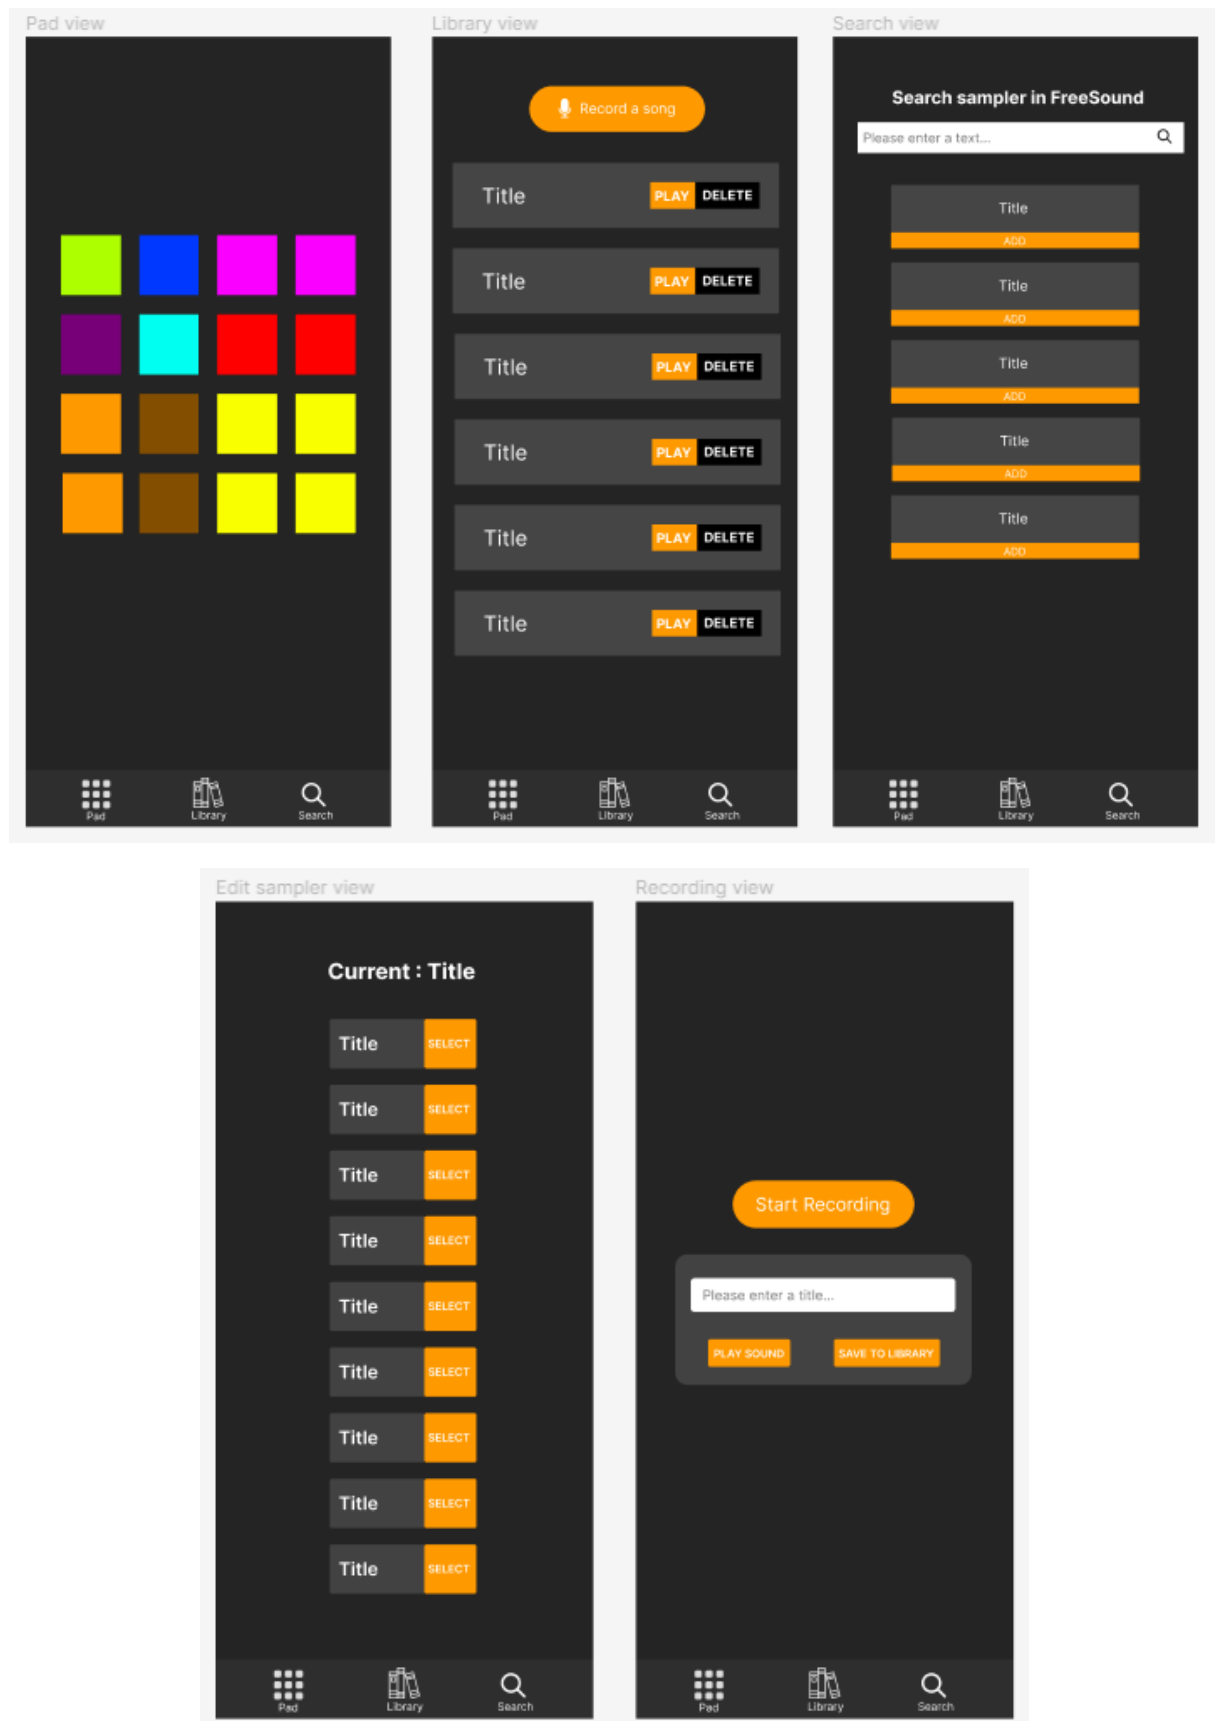 Pad view
Pad
Library
Search
Library view
Record a song
Title PLAY DELETE
Title PLAY DELETE
Title PLAY DELETE
Title PLAY DELETE
Title PLAY DELETE
Title PLAY DELETE
Pad
Library
Search
Search view
Search sampler in FreeSound
Please enter a text...
Title
ADD
Title
ADD
Title
ADD
Title
ADD
Title
ADD
Pad
Library
Search
Edit sampler view
Current : Title
Title SELECT
Title SELECT
Title SELECT
Title SELECT
Title SELECT
Title SELECT
Title SELECT
Title SELECT
Title SELECT
Pad
Library
Search
Recording view
Start Recording
Please enter a title...
PLAY SOUND SAVE TO LIBRARY
Pad
Library
Search